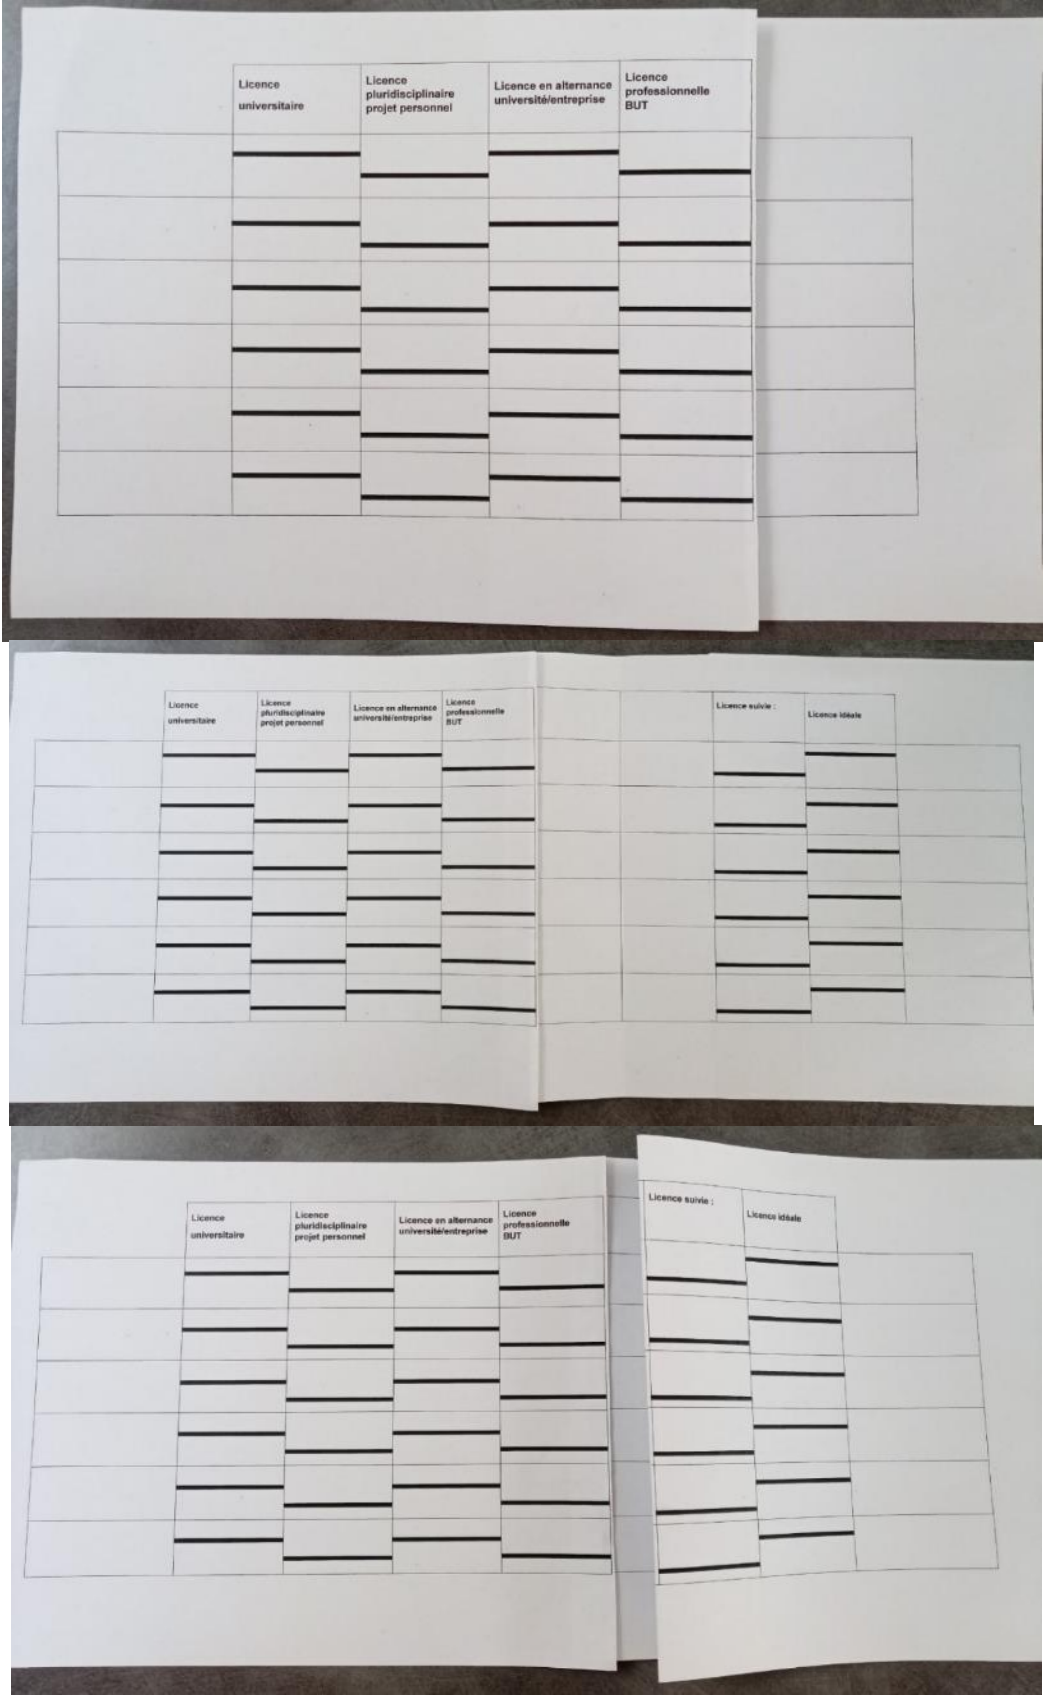 Licence
universitaire
Licence
pluridisciplinaire
projet personnel
Licence en alternance
université/entreprise
Licence
professionnelle
BUT
Licence
universitaire
Licence
pluridisciplinaire
projet personnel
Licence en alternance
université/entreprise
Licence
professionnelle
BUT
Licence suivie :
Licence idéale
Licence
universitaire
Licence
pluridisciplinaire
projet personnel
Licence en alternance
université/entreprise
Licence
professionnelle
BUT
Licence suivie :
Licence idéale